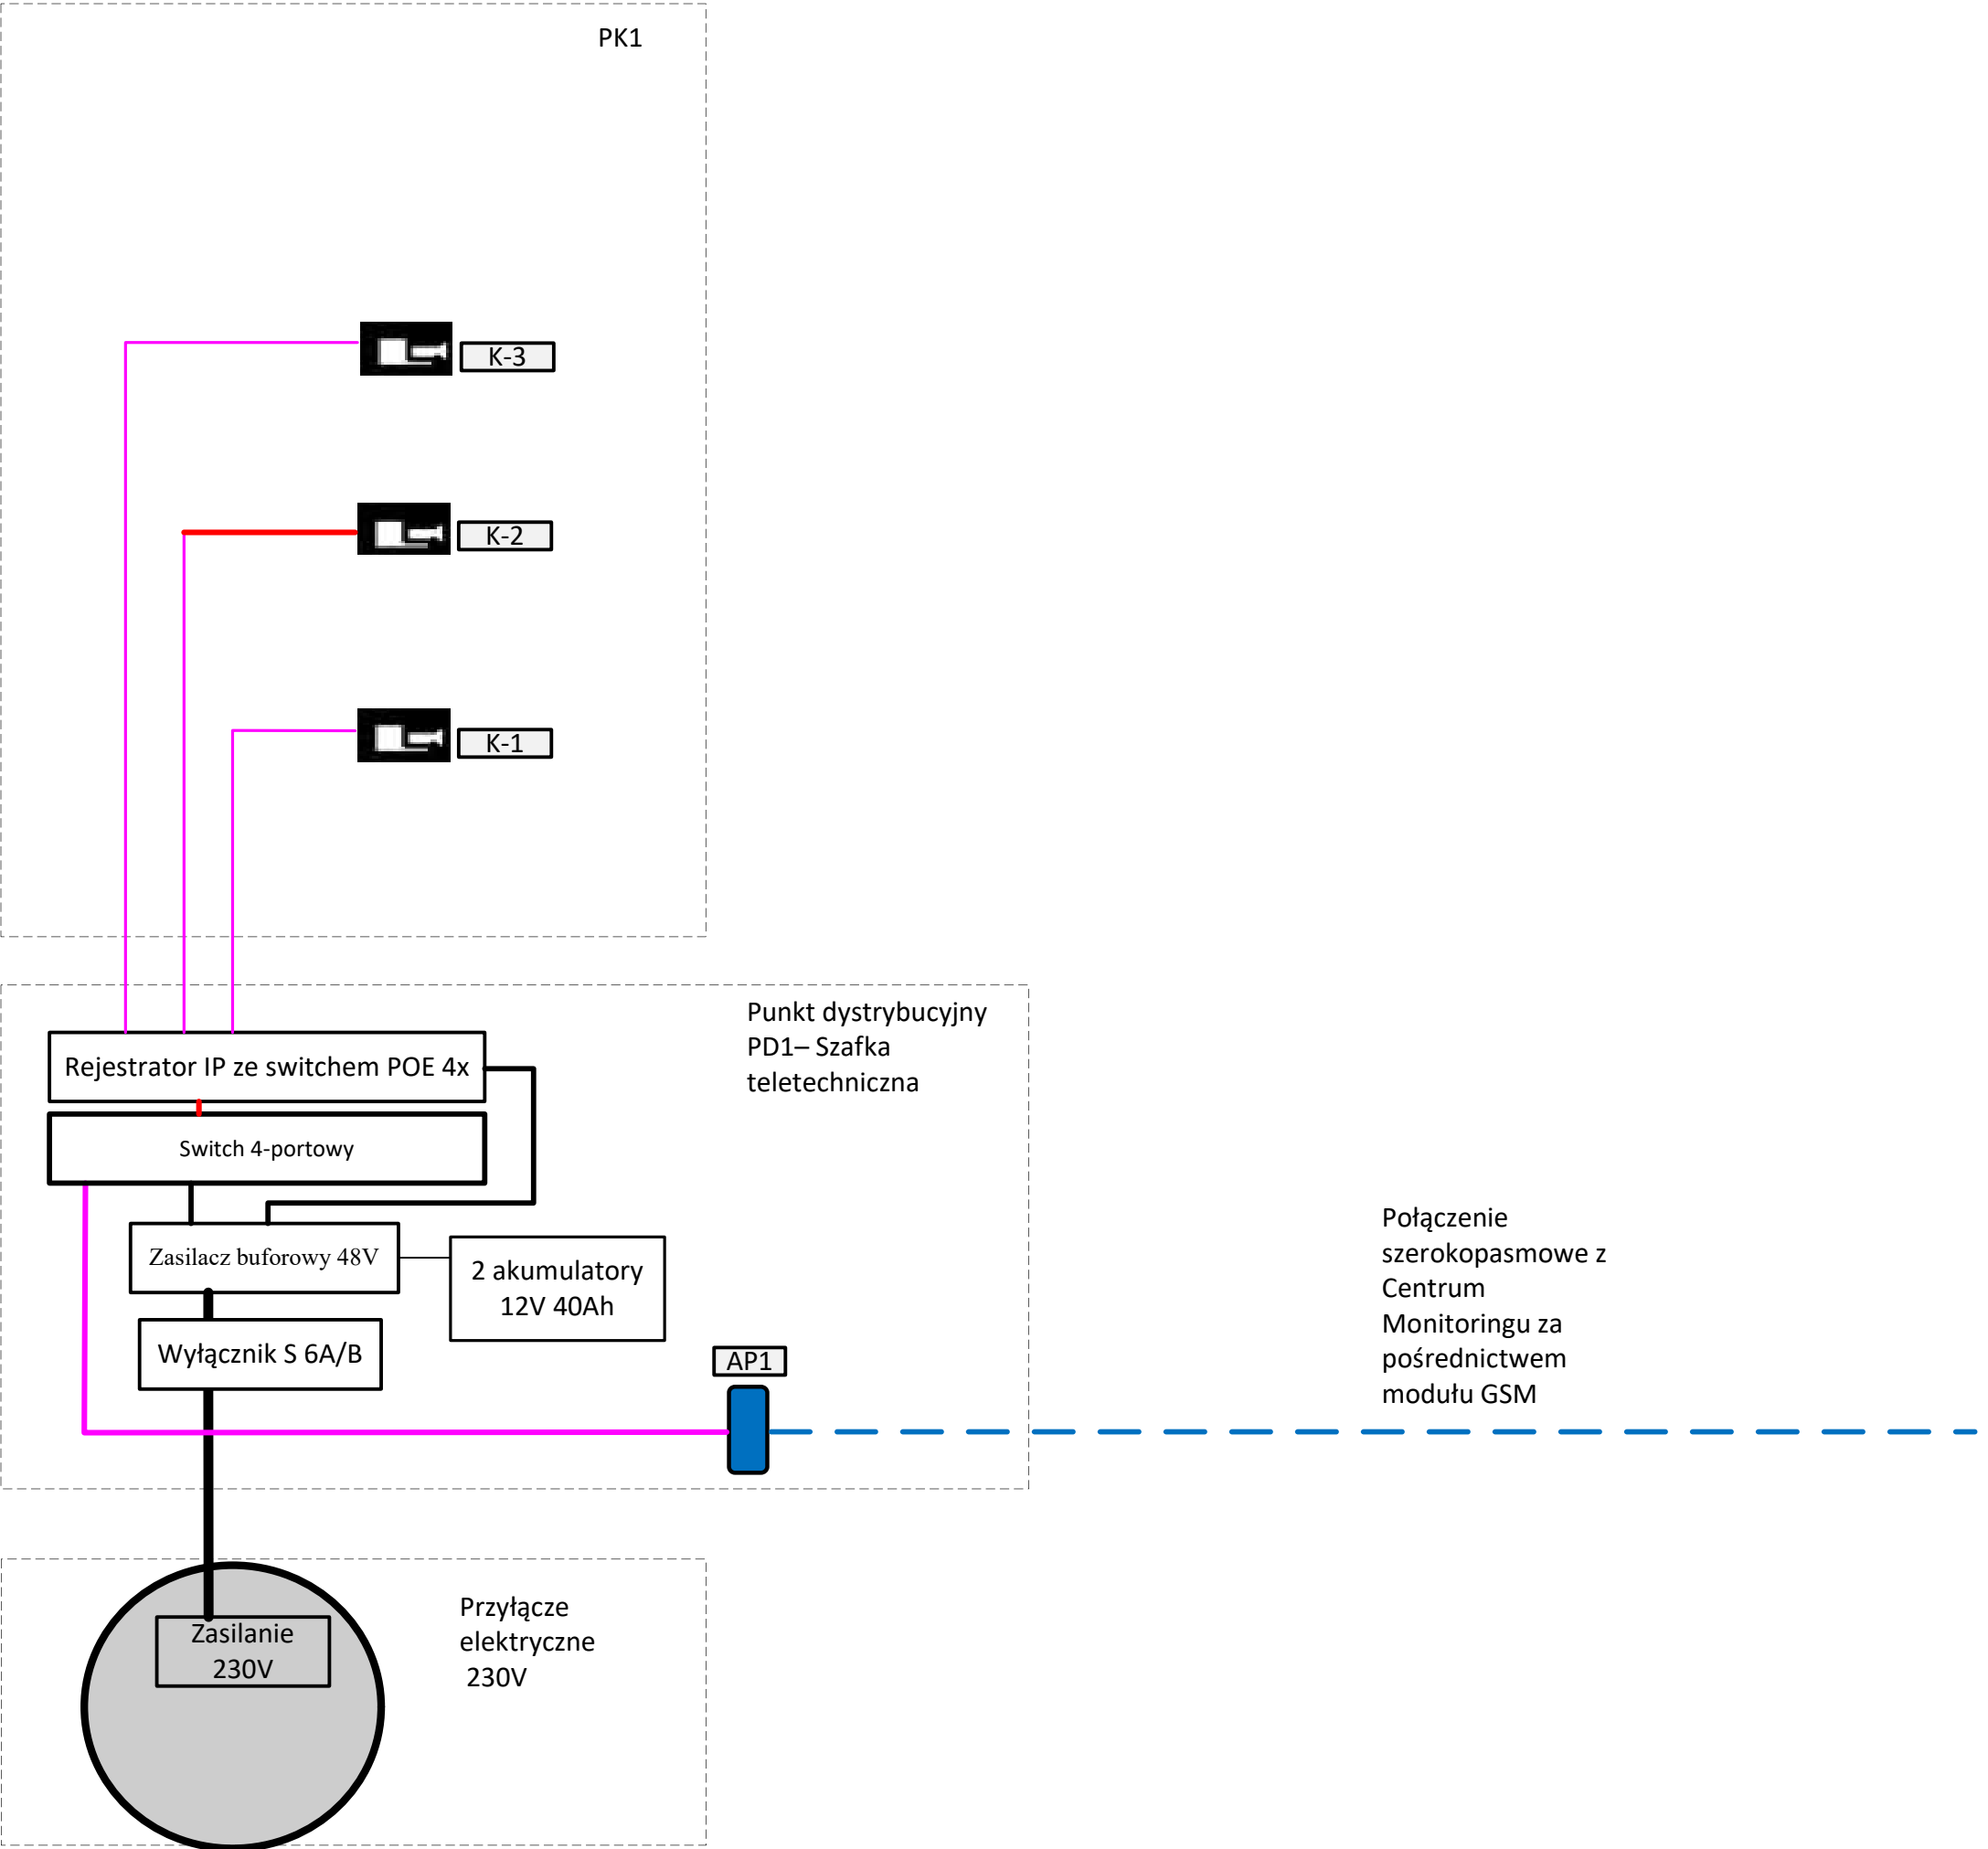 PK1
K-3
K-2
K-1
Punkt dystrybucyjny
PD1– Szafka
teletechniczna
Rejestrator IP ze switchem POE 4x
Switch 4-portowy
Zasilacz buforowy 48V
2 akumulatory
12V 40Ah
Wyłącznik S 6A/B
AP1
Połączenie
szerokopasmowe z
Centrum
Monitoringu za
pośrednictwem
modułu GSM
Zasilanie
230V
Przyłącze
elektryczne
230V